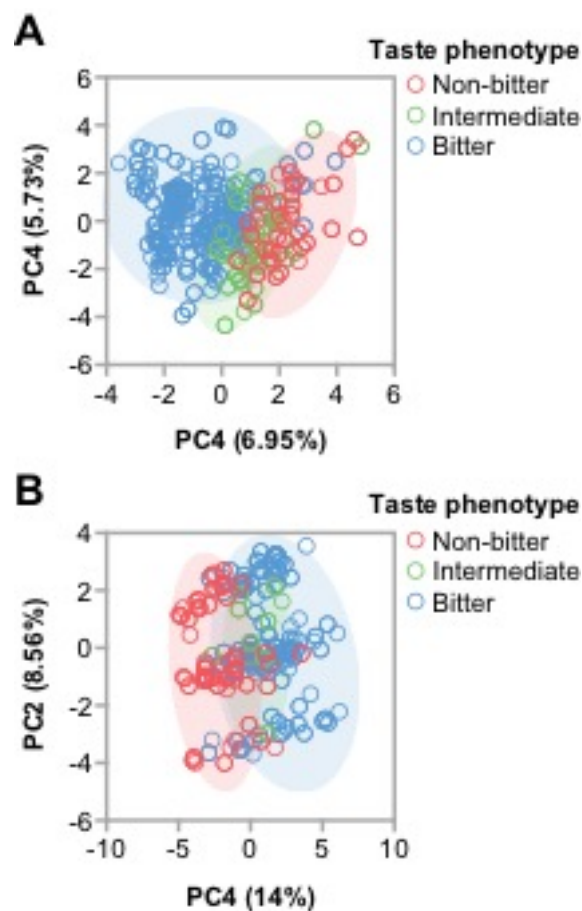 A
Taste phenotype
Non-bitter
Intermediate
Bitter
6
4
2
0
-2
-4
-6
PC4 (5.73%)
-4 -2 0 2 4 6
PC4 (6.95%)
B
Taste phenotype
Non-bitter
Intermediate
Bitter
4
2
0
-2
-4
-6
PC2 (8.56%)
-10 -5 0 5 10
PC4 (14%)